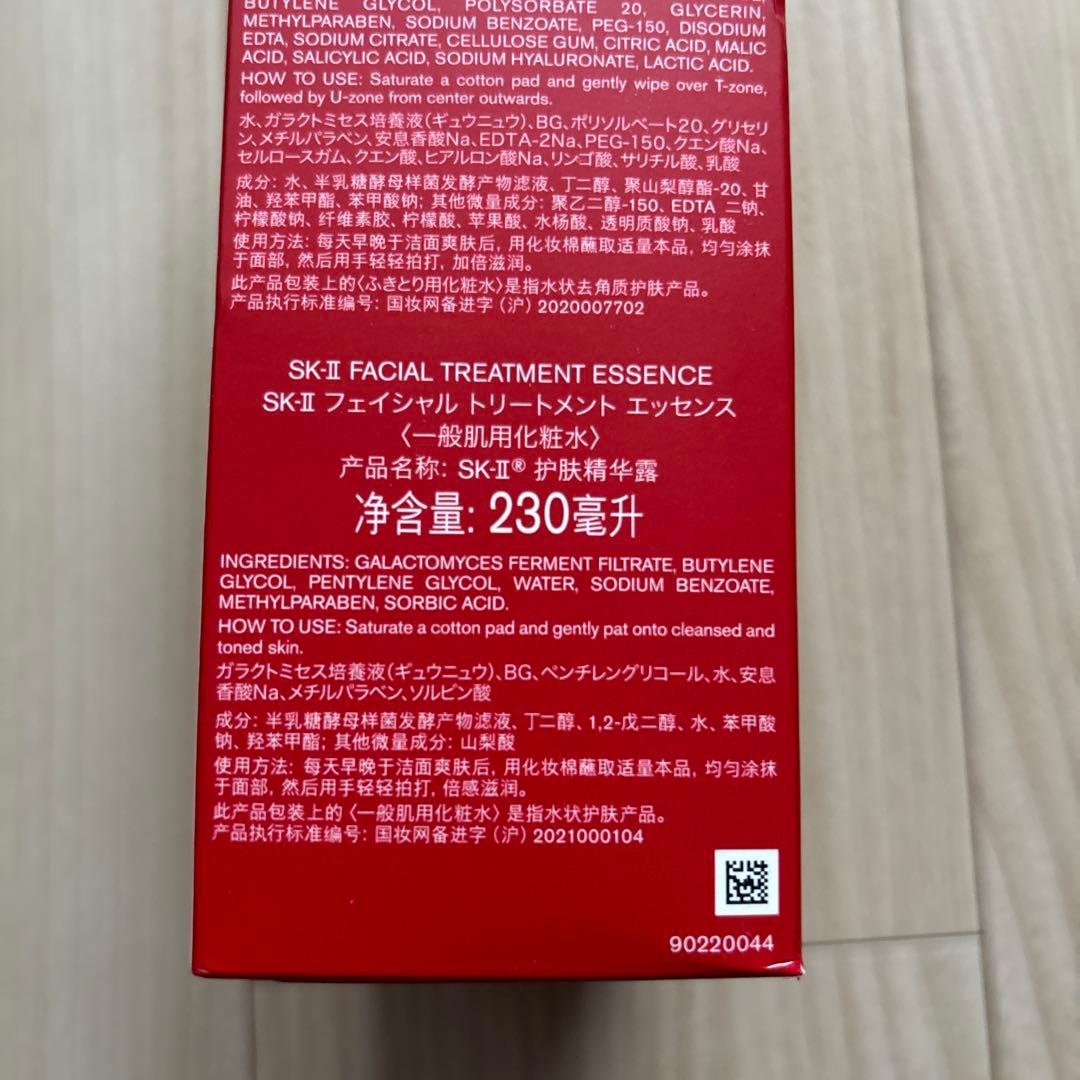 BUTYLENE GLYCOL, POLYSORBATE 20, GLYCERIN,
METHYLPARABEN, SODIUM BENZOATE, PEG-150, DISODIUM
EDTA, SODIUM CITRATE, CELLULOSE GUM, CITRIC ACID, MALIC
ACID, SALICYLIC ACID, SODIUM HYALURONATE, LACTIC ACID.
HOW TO USE: Saturate a cotton pad and gently wipe over T-zone,
followed by U-zone from center outwards.
水、ガラクトミセス培養液(ギュウニュウ)、BG、ポリソルベート20、グリセリ
ン、メチルパラベン、安息香酸Na、EDTA-2Na、PEG-150、クエン酸Na、
セルロースガム、クエン酸、ヒアルロン酸Na、リンゴ酸、サリチル酸、乳酸
成分: 水、半乳糖酵母样菌发酵产物滤液、丁二醇、聚山梨醇酯-20、甘
油、羟苯甲酯、苯甲酸钠; 其他微量成分: 聚乙二醇-150、EDTA 二钠、
柠檬酸钠、纤维素胶、柠檬酸、苹果酸、水杨酸、透明质酸钠、乳酸
使用方法: 每天早晚于洁面爽肤后, 用化妆棉蘸取适量本品, 均匀涂抹
于面部, 然后用手轻轻拍打, 加倍滋润。
此产品包装上的〈ふきとり用化粧水〉是指水状去角质护肤产品。
产品执行标准编号: 国妆网备进字 (沪) 2020007702
SK-II FACIAL TREATMENT ESSENCE
SK-II フェイシャル トリートメント エッセンス
〈一般肌用化粧水〉
产品名称: SK-II® 护肤精华露
净含量: 230毫升
INGREDIENTS: GALACTOMYCES FERMENT FILTRATE, BUTYLENE
GLYCOL, PENTYLENE GLYCOL, WATER, SODIUM BENZOATE,
METHYLPARABEN, SORBIC ACID.
HOW TO USE: Saturate a cotton pad and gently pat onto cleansed and
toned skin.
ガラクトミセス培養液(ギュウニュウ)、BG、ペンチレングリコール、水、安息
香酸Na、メチルパラベン、ソルビン酸
成分: 半乳糖酵母样菌发酵产物滤液、丁二醇、1,2-戊二醇、水、苯甲酸
钠、羟苯甲酯; 其他微量成分: 山梨酸
使用方法: 每天早晚于洁面爽肤后, 用化妆棉蘸取适量本品, 均匀涂抹
于面部, 然后用手轻轻拍打, 倍感滋润。
此产品包装上的〈一般肌用化粧水〉是指水状护肤产品。
产品执行标准编号: 国妆网备进字 (沪) 2021000104
90220044